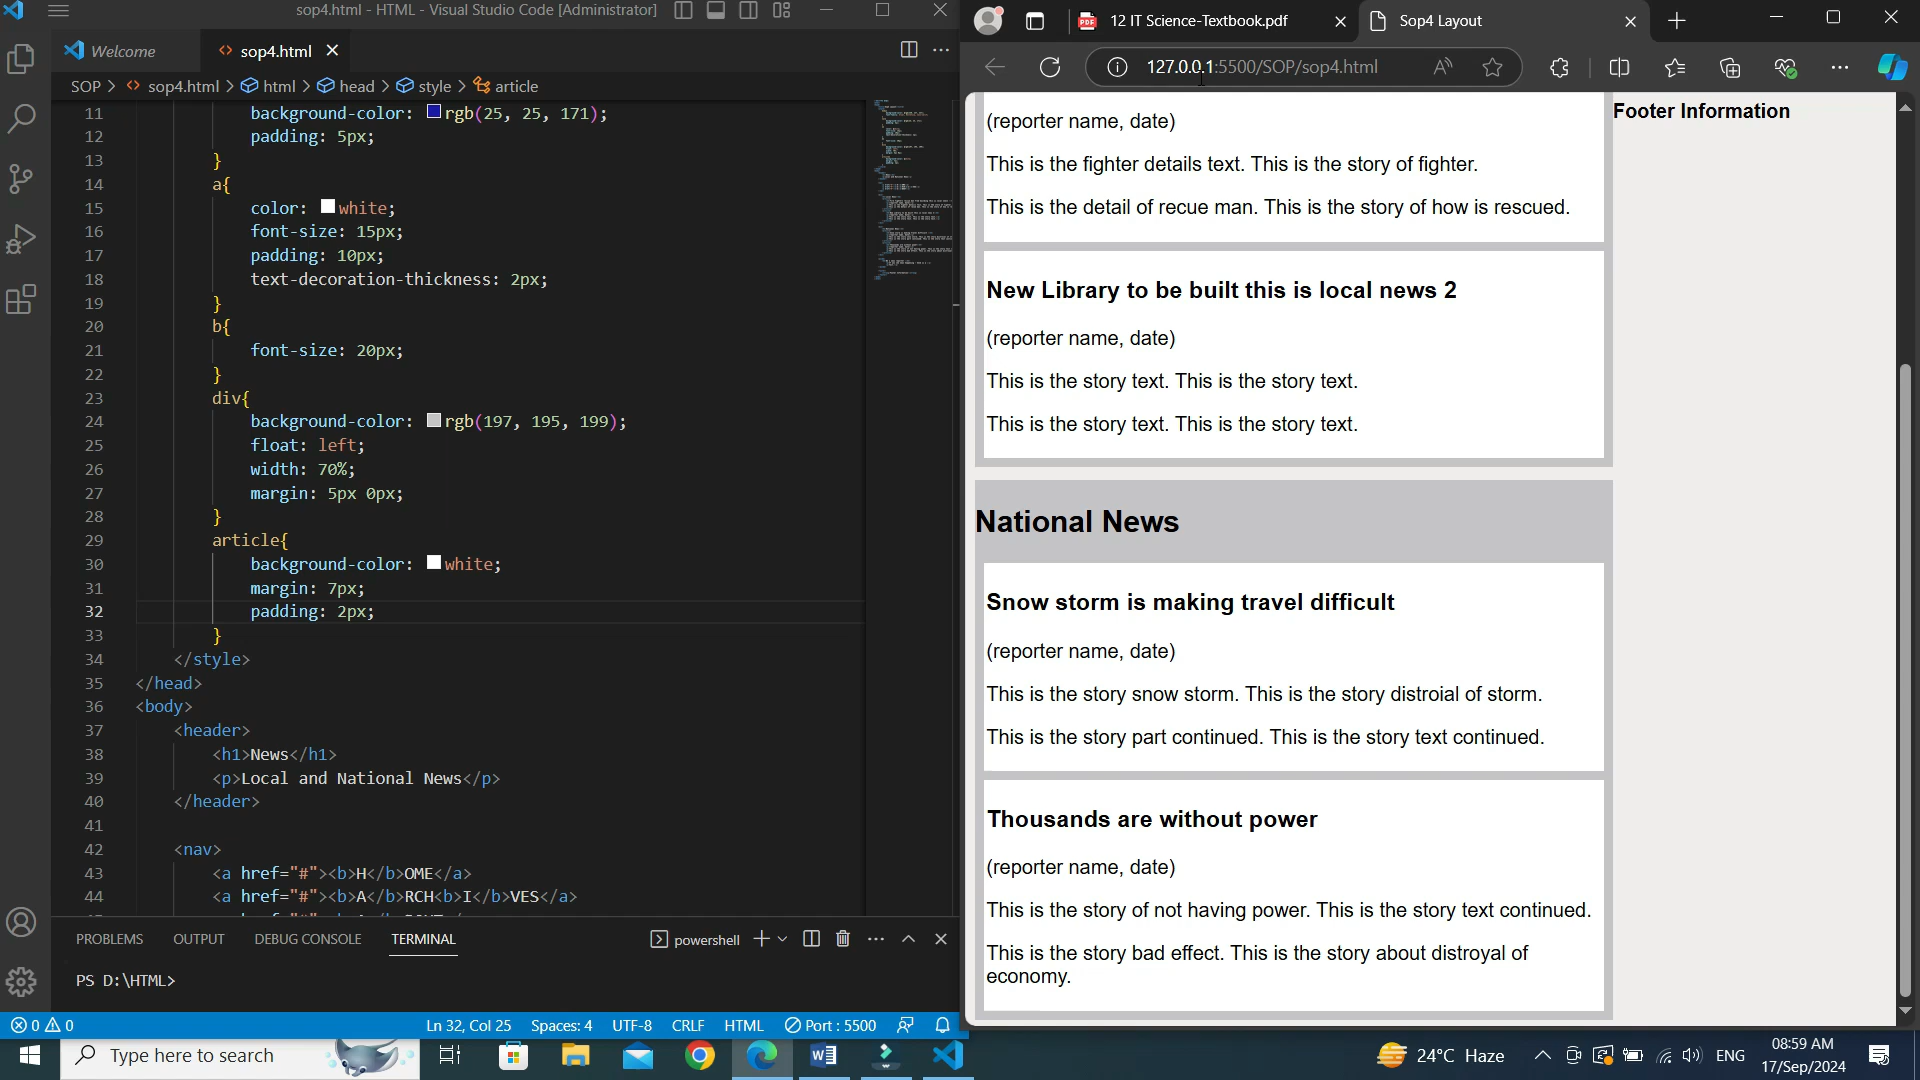 sop4.html - HTML - Visual Studio Code [Administrator]
Welcome
<> sop4.html
SOP > <> sop4.html > html > head > style > article
11 background-color: rgb(25, 25, 171);
12 padding: 5px;
13 }
14 a{
15 color: white;
16 font-size: 15px;
17 padding: 10px;
18 text-decoration-thickness: 2px;
19 }
20 b{
21 font-size: 20px;
22 }
23 div{
24 background-color: rgb(197, 195, 199);
25 float: left;
26 width: 70%;
27 margin: 5px 0px;
28 }
29 article{
30 background-color: white;
31 margin: 7px;
32 padding: 2px;
33 }
34 </style>
35 </head>
36 <body>
37 <header>
38 <h1>News</h1>
39 <p>Local and National News</p>
40 </header>
41
42 <nav>
43 <a href="#"><b>H</b>OME</a>
44 <a href="#"><b>A</b>RCH<b>I</b>VES</a>
PROBLEMS OUTPUT DEBUG CONSOLE TERMINAL powershell
PS D:\HTML>
0 0 Ln 32, Col 25 Spaces: 4 UTF-8 CRLF HTML Port : 5500
12 IT Science-Textbook.pdf
Sop4 Layout
127.0.0.1:5500/SOP/sop4.html
Footer Information
(reporter name, date)
This is the fighter details text. This is the story of fighter.
This is the detail of recue man. This is the story of how is rescued.
New Library to be built this is local news 2
(reporter name, date)
This is the story text. This is the story text.
This is the story text. This is the story text.
National News
Snow storm is making travel difficult
(reporter name, date)
This is the story snow storm. This is the story distroial of storm.
This is the story part continued. This is the story text continued.
Thousands are without power
(reporter name, date)
This is the story of not having power. This is the story text continued.
This is the story bad effect. This is the story about distroyal of
economy.
Type here to search
24°C Haze
ENG
08:59 AM
17/Sep/2024